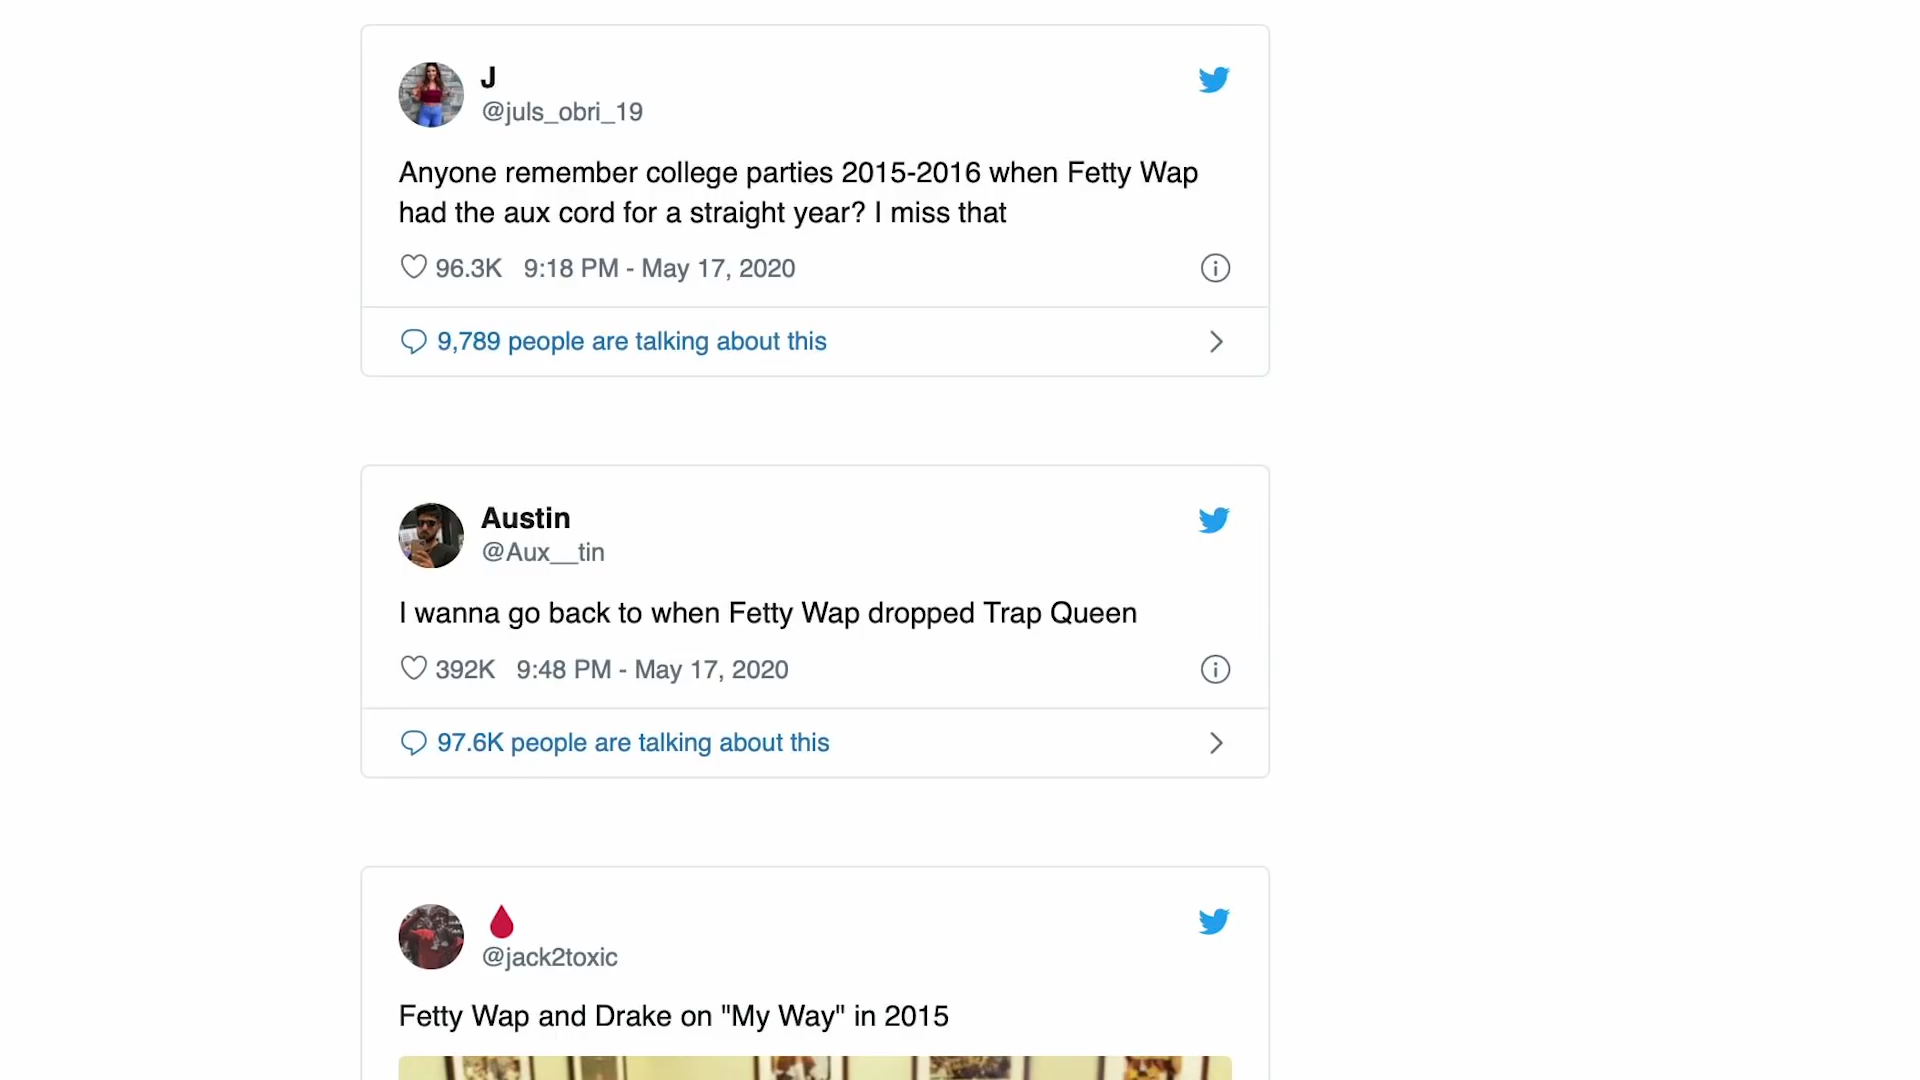 J
@juls_obri_19
Anyone remember college parties 2015-2016 when Fetty Wap
had the aux cord for a straight year? I miss that
96.3K 9:18 PM - May 17, 2020
9,789 people are talking about this
Austin
@Aux__tin
I wanna go back to when Fetty Wap dropped Trap Queen
392K 9:48 PM - May 17, 2020
97.6K people are talking about this
@jack2toxic
Fetty Wap and Drake on "My Way" in 2015